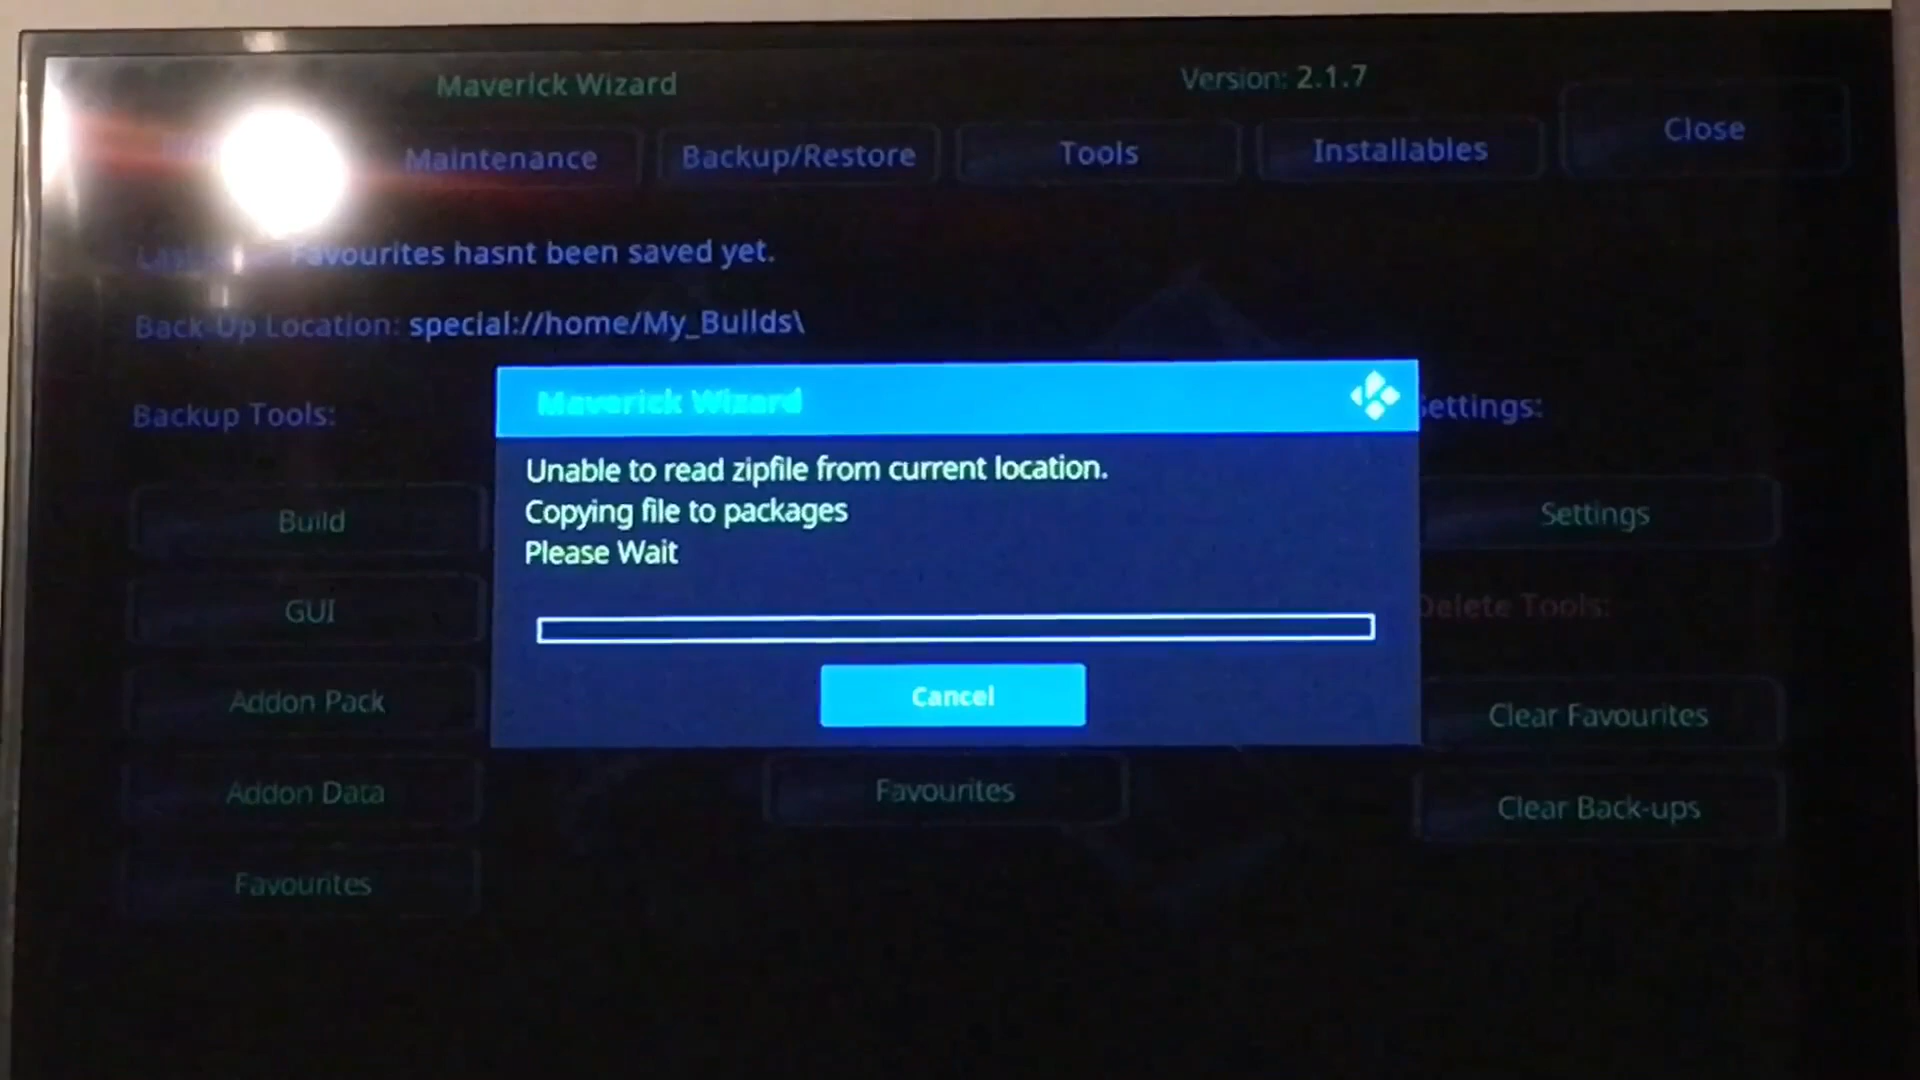 Maverick Wizard
Version: 2.1.7
Maintenance
Backup/Restore
Tools
Installables
Close
Favourites hasnt been saved yet.
Back-Up Location: special://home/My_Builds\
Backup Tools:
Settings:
Maverick Wizard
Unable to read zipfile from current location.
Copying file to packages
Please Wait
Cancel
Build
GUI
Addon Pack
Addon Data
Favourites
Favourites
Settings
Delete Tools:
Clear Favourites
Clear Back-ups